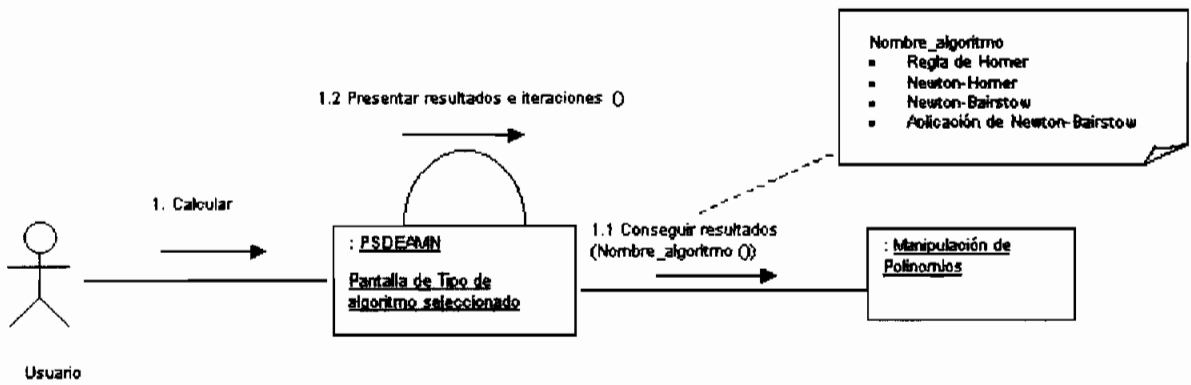 Nombre_algoritmo
▪ Regla de Horner
▪ Newton-Horner
▪ Newton-Bairstow
▪ Aplicación de Newton-Bairstow
1.2 Presentar resultados e iteraciones ()
1. Calcular
1.1 Conseguir resultados
(Nombre_algoritmo ())
: PSDEAMN
Pantalla de Tipo de
algoritmo seleccionado
: Manipulación de
Polinomios
Usuario